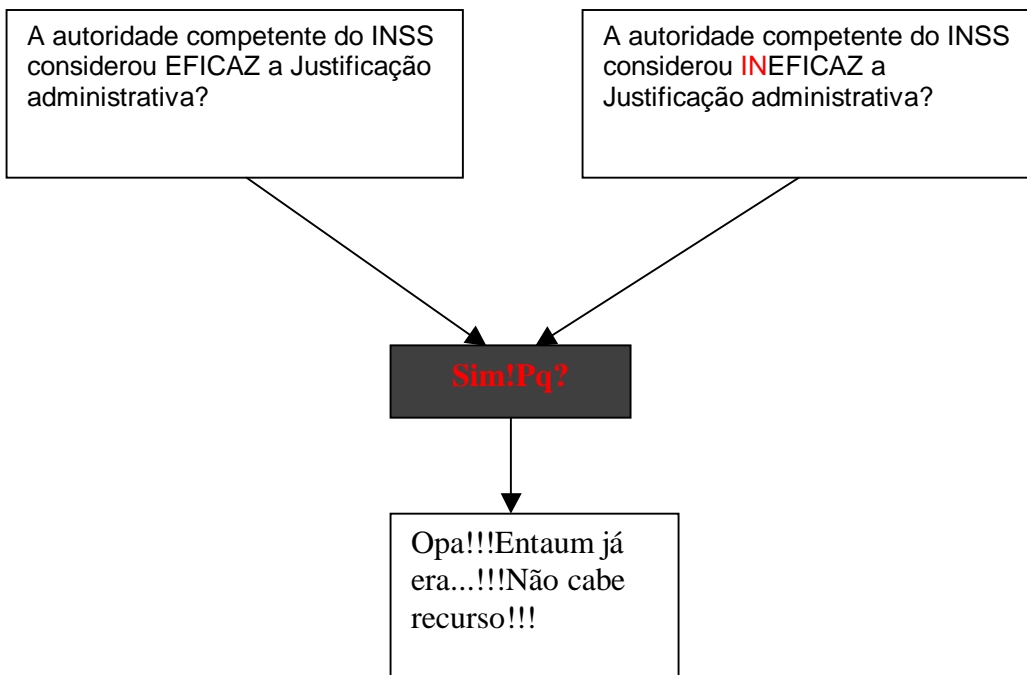 A autoridade competente do INSS
considerou EFICAZ a Justificação
administrativa?
A autoridade competente do INSS
considerou INEFICAZ a
Justificação administrativa?
Sim!Pq?
Opa!!!Entaum já
era...!!!Não cabe
recurso!!!